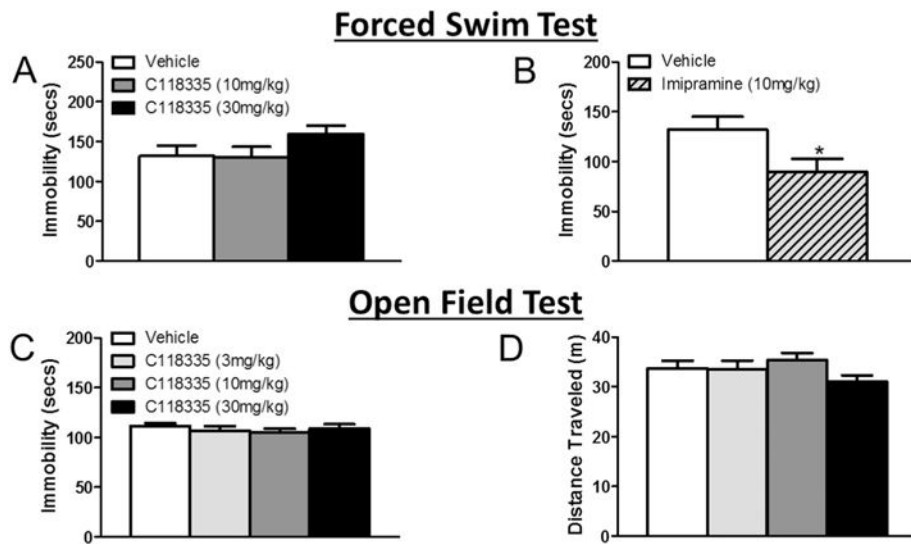 Forced Swim Test
A
Immobility (secs)
250
200
150
100
50
0
Vehicle
C118335 (10mg/kg)
C118335 (30mg/kg)
B
Immobility (secs)
200
150
100
50
0
Vehicle
Imipramine (10mg/kg)
*
Open Field Test
C
Immobility (secs)
200
150
100
50
0
Vehicle
C118335 (3mg/kg)
C118335 (10mg/kg)
C118335 (30mg/kg)
D
Distance Traveled (m)
40
30
20
10
0